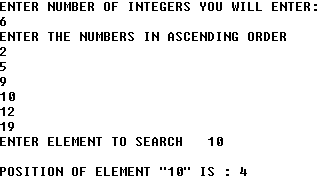 ENTER NUMBER OF INTEGERS YOU WILL ENTER:
6
ENTER THE NUMBERS IN ASCENDING ORDER
2
5
9
10
12
19
ENTER ELEMENT TO SEARCH   10
POSITION OF ELEMENT "10" IS : 4